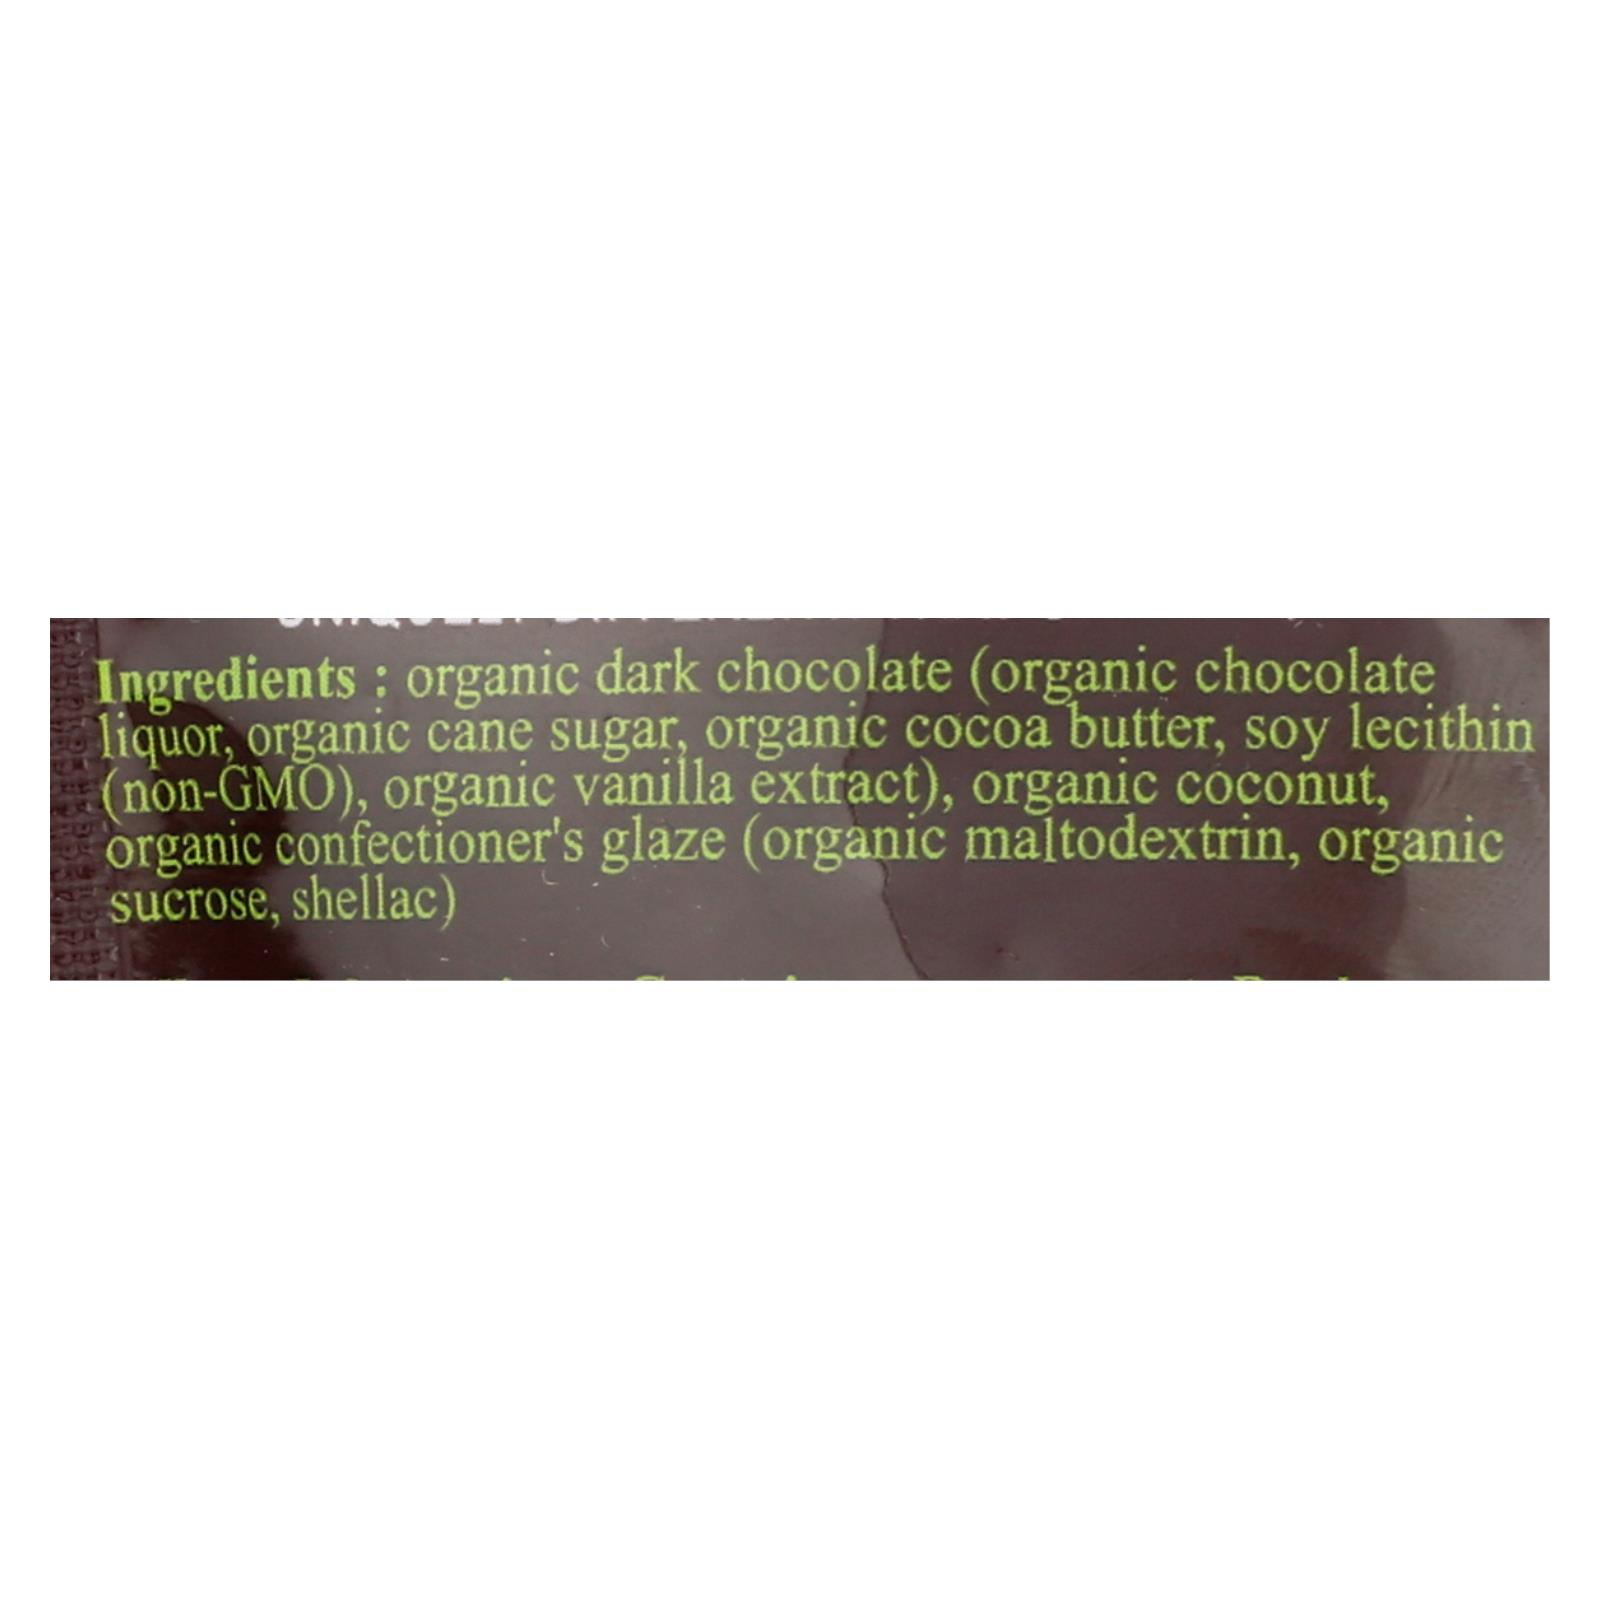 Ingredients : organic dark chocolate (organic chocolate
liquor, organic cane sugar, organic cocoa butter, soy lecithin
(non-GMO), organic vanilla extract), organic coconut,
organic confectioner's glaze (organic maltodextrin, organic
sucrose, shellac)